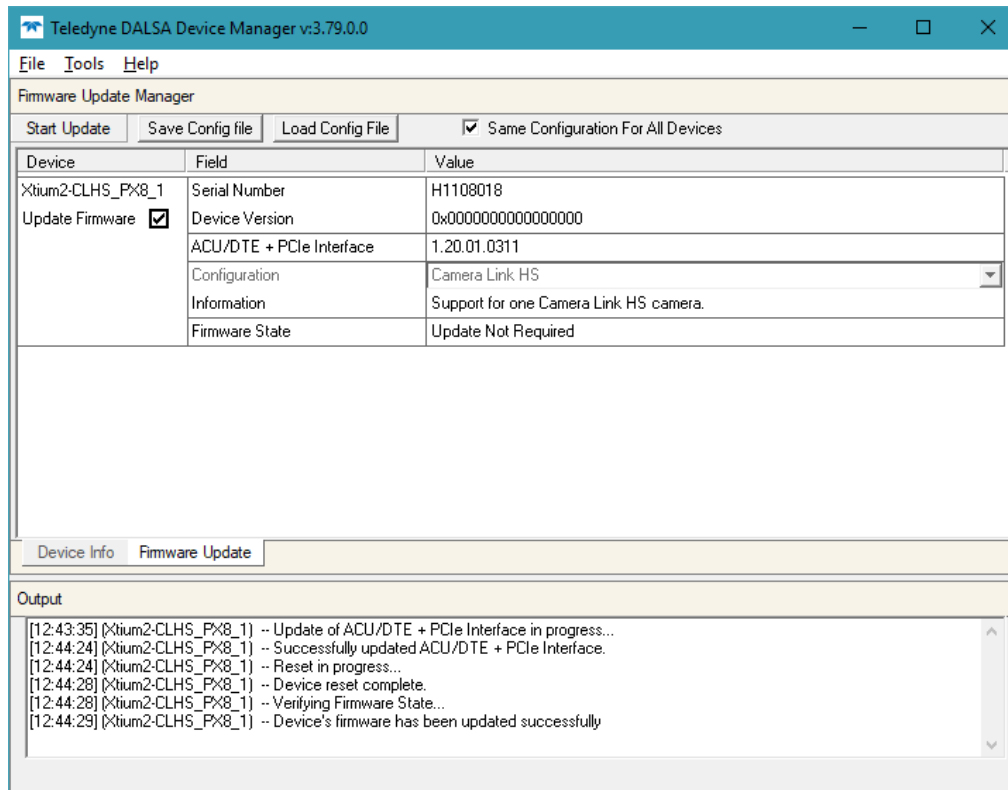 Teledyne DALSA Device Manager v:3.79.0.0
File Tools Help
Firmware Update Manager
Start Update Save Config file Load Config File Same Configuration For All Devices
Device Field Value
Xtium2-CLHS_PX8_1 Serial Number H1108018
Update Firmware Device Version 0x0000000000000000
ACU/DTE + PCIe Interface 1.20.01.0311
Configuration Camera Link HS
Information Support for one Camera Link HS camera.
Firmware State Update Not Required
Device Info Firmware Update
Output
[12:43:35] (Xtium2-CLHS_PX8_1) -- Update of ACU/DTE + PCIe Interface in progress...
[12:44:24] (Xtium2-CLHS_PX8_1) -- Successfully updated ACU/DTE + PCIe Interface.
[12:44:24] (Xtium2-CLHS_PX8_1) -- Reset in progress...
[12:44:28] (Xtium2-CLHS_PX8_1) -- Device reset complete.
[12:44:28] (Xtium2-CLHS_PX8_1) -- Verifying Firmware State...
[12:44:29] (Xtium2-CLHS_PX8_1) -- Device's firmware has been updated successfully